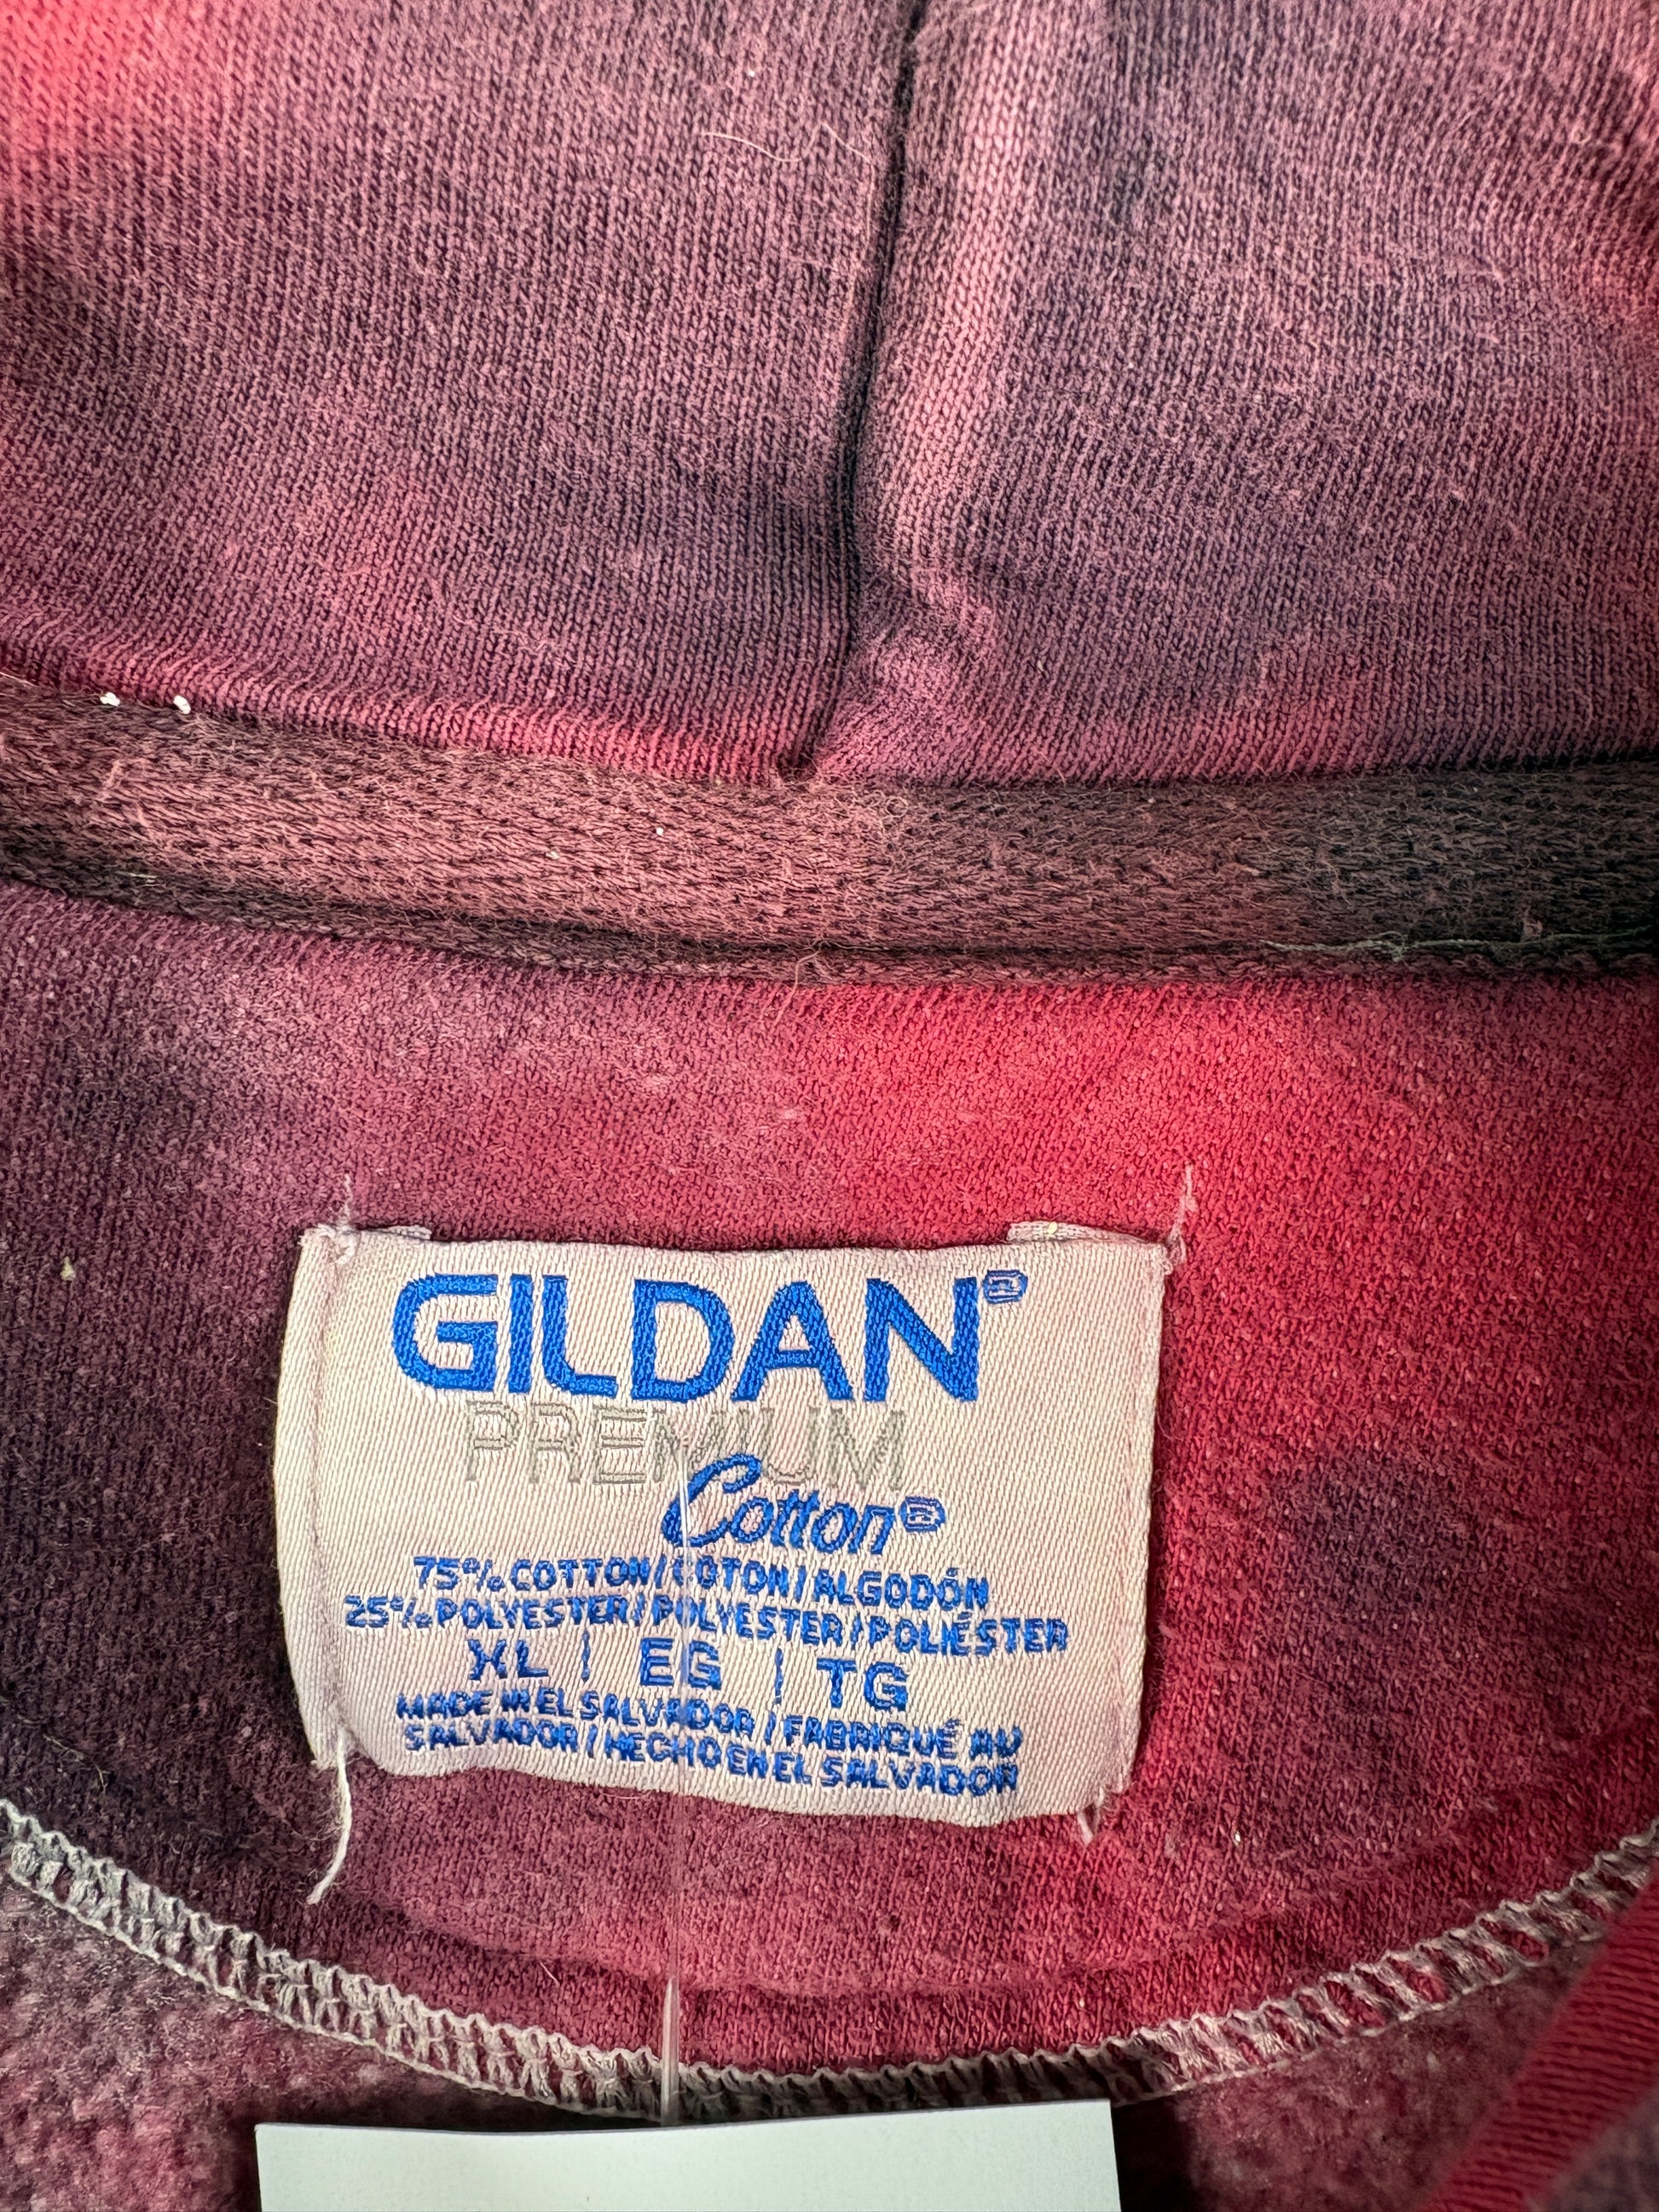 GILDAN®
PREMIUM
Cotton®
75% COTTON/COTON/ALGODÓN
25% POLYESTER/POLYESTER/POLIÉSTER
XL | EG | TG
MADE IN EL SALVADOR / FABRIQUÉ AU
SALVADOR / HECHO EN EL SALVADOR